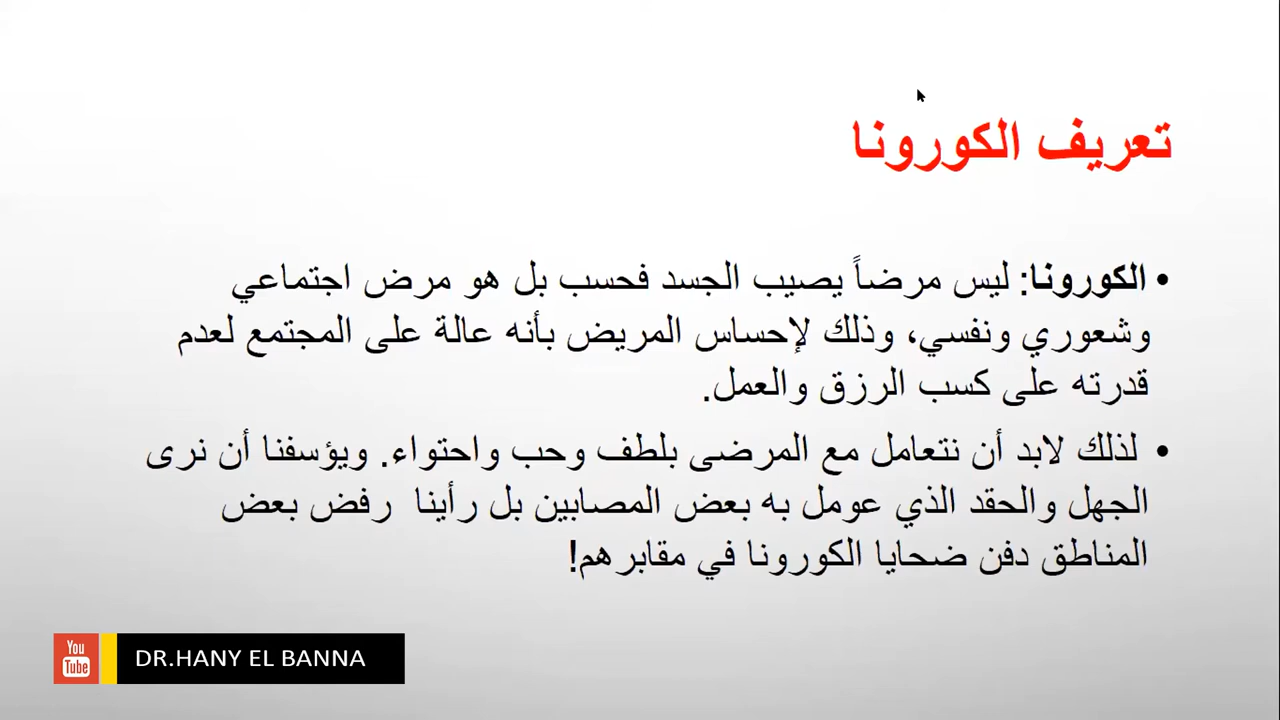 تعريف الكورونا
• الكورونا: ليس مرضاً يصيب الجسد فحسب بل هو مرض اجتماعي
وشعوري ونفسي، وذلك لإحساس المريض بأنه عالة على المجتمع لعدم
قدرته على كسب الرزق والعمل.
• لذلك لابد أن نتعامل مع المرضى بلطف وحب واحتواء. ويؤسفنا أن نرى
الجهل والحقد الذي عومل به بعض المصابين بل رأينا رفض بعض
المناطق دفن ضحايا الكورونا في مقابرهم!
You
Tube
DR.HANY EL BANNA